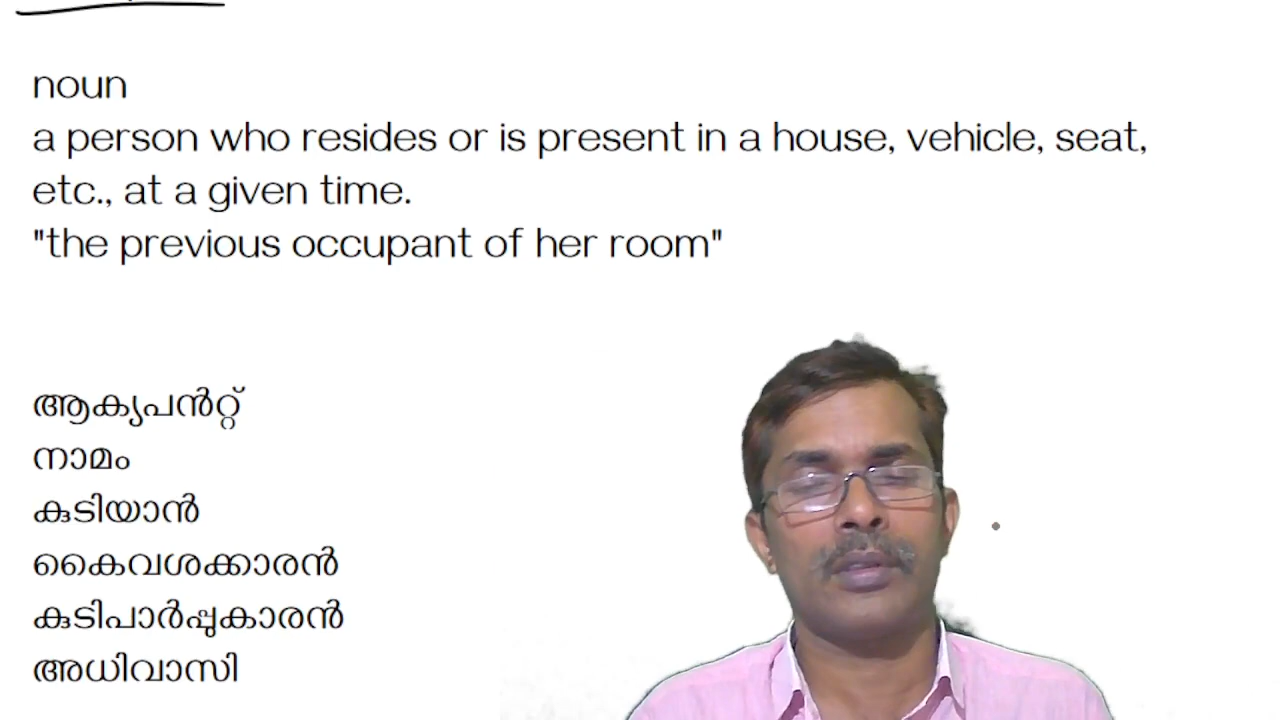 noun
a person who resides or is present in a house, vehicle, seat,
etc., at a given time.
"the previous occupant of her room"
ആക്യപൻറ്റ്
നാമം
കുടിയാൻ
കൈവശക്കാരൻ
കുടിപാർപ്പുകാരൻ
അധിവാസി